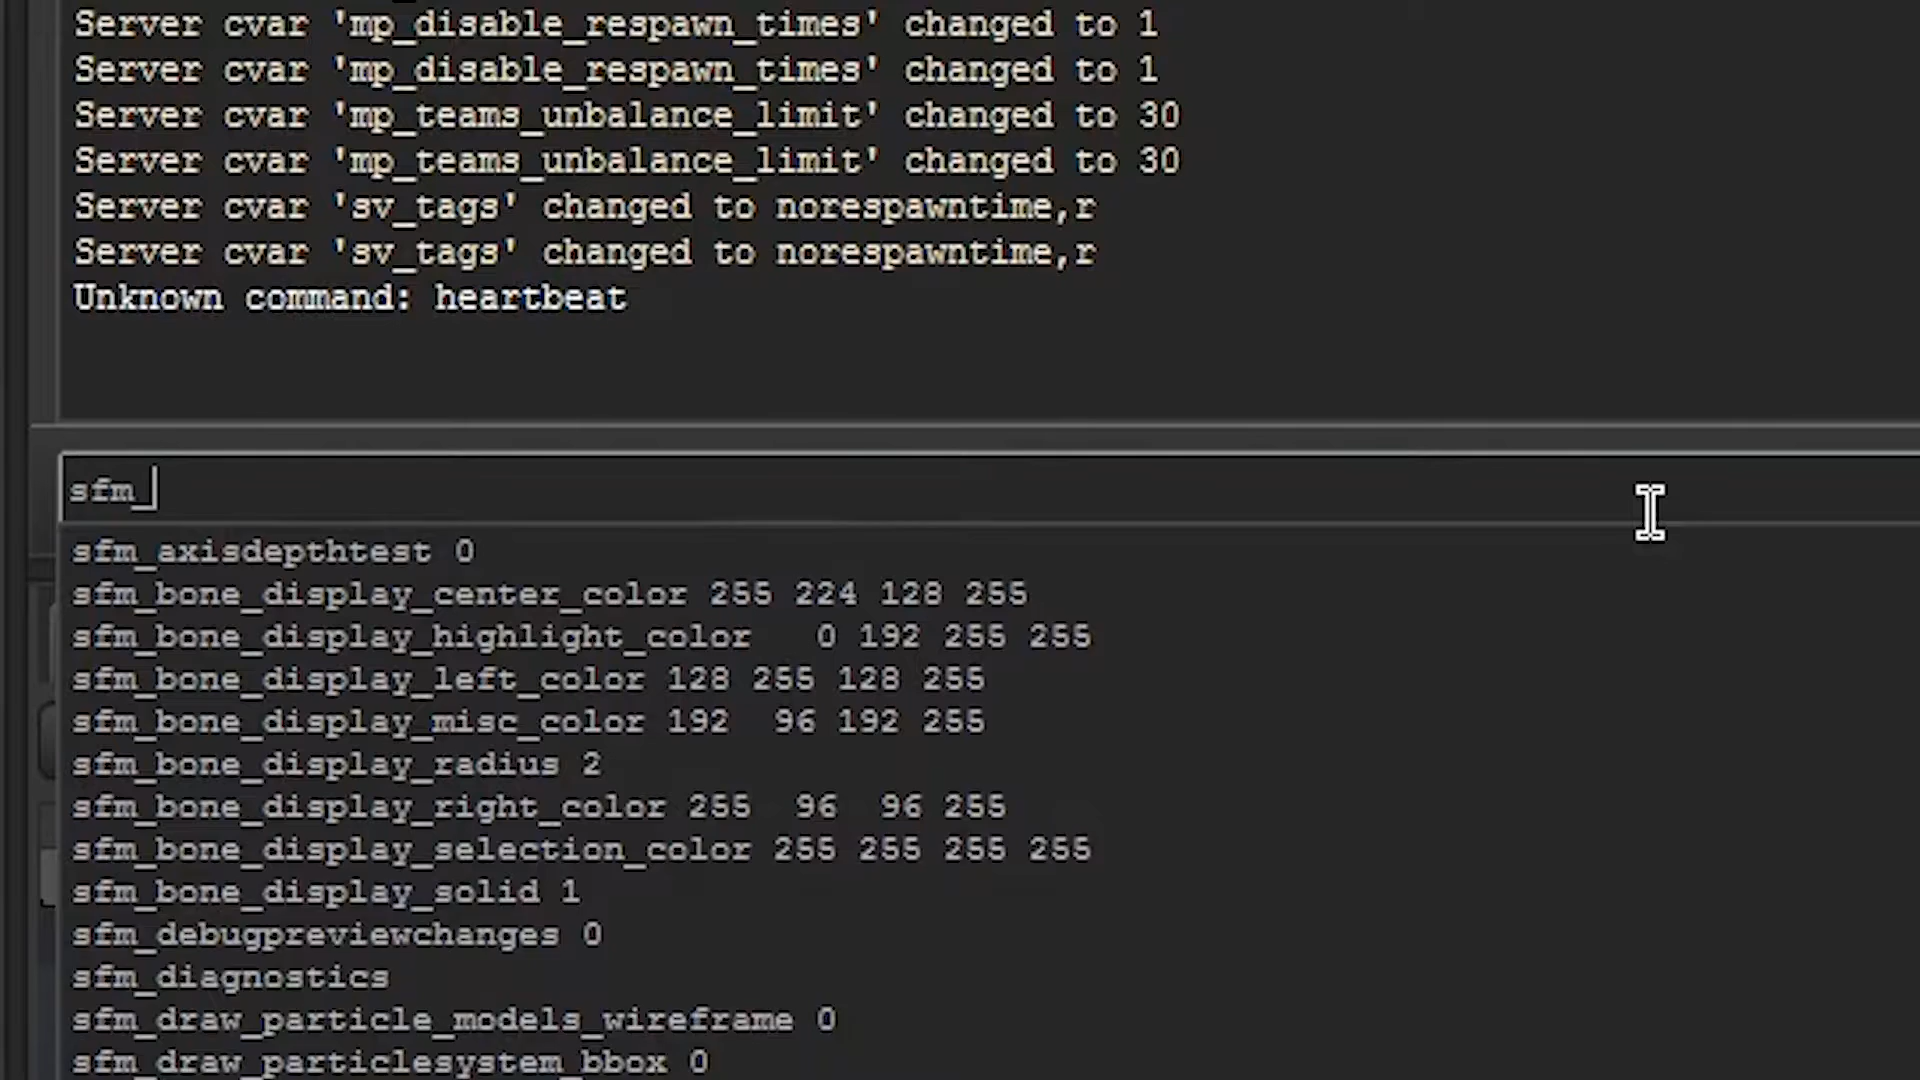 Server cvar 'mp_disable_respawn_times' changed to 1
Server cvar 'mp_disable_respawn_times' changed to 1
Server cvar 'mp_teams_unbalance_limit' changed to 30
Server cvar 'mp_teams_unbalance_limit' changed to 30
Server cvar 'sv_tags' changed to norespawntime,r
Server cvar 'sv_tags' changed to norespawntime,r
Unknown command: heartbeat
sfm_
sfm_axisdepthtest 0
sfm_bone_display_center_color 255 224 128 255
sfm_bone_display_highlight_color   0 192 255 255
sfm_bone_display_left_color 128 255 128 255
sfm_bone_display_misc_color 192  96 192 255
sfm_bone_display_radius 2
sfm_bone_display_right_color 255  96  96 255
sfm_bone_display_selection_color 255 255 255 255
sfm_bone_display_solid 1
sfm_debugpreviewchanges 0
sfm_diagnostics
sfm_draw_particle_models_wireframe 0
sfm_draw_particlesystem_bbox 0